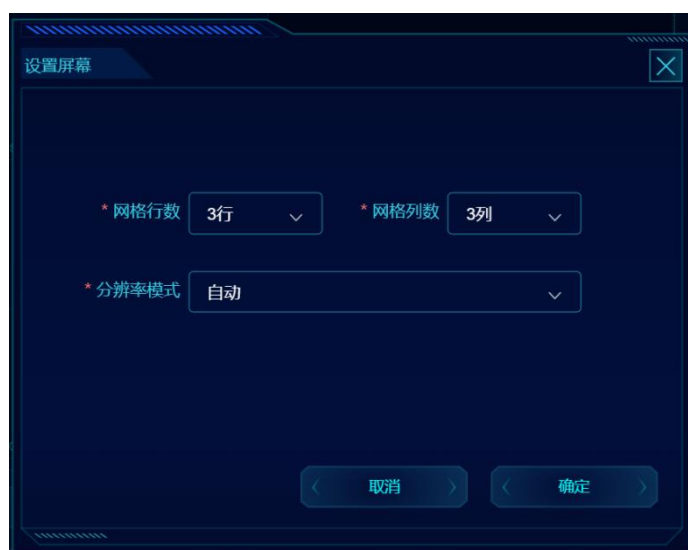 设置屏幕
* 网格行数 3行 * 网格列数 3列
* 分辨率模式 自动
取消 确定